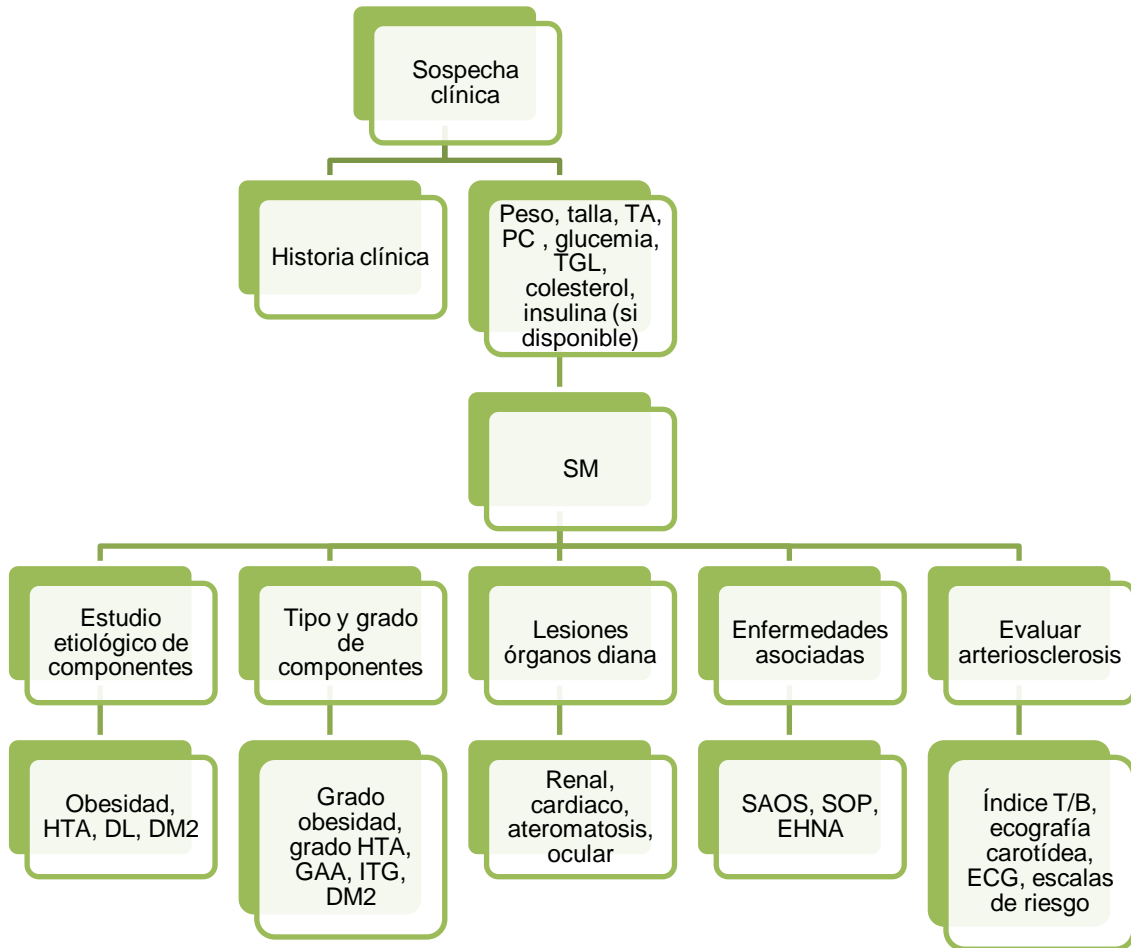 Sospecha
clínica
Historia clínica
Peso, talla, TA,
PC , glucemia,
TGL,
colesterol,
insulina (si
disponible)
SM
Estudio
etiológico de
componentes
Tipo y grado
de
componentes
Lesiones
órganos diana
Enfermedades
asociadas
Evaluar
arteriosclerosis
Obesidad,
HTA, DL, DM2
Grado
obesidad,
grado HTA,
GAA, ITG,
DM2
Renal,
cardiaco,
ateromatosis,
ocular
SAOS, SOP,
EHNA
Índice T/B,
ecografía
carotídea,
ECG, escalas
de riesgo